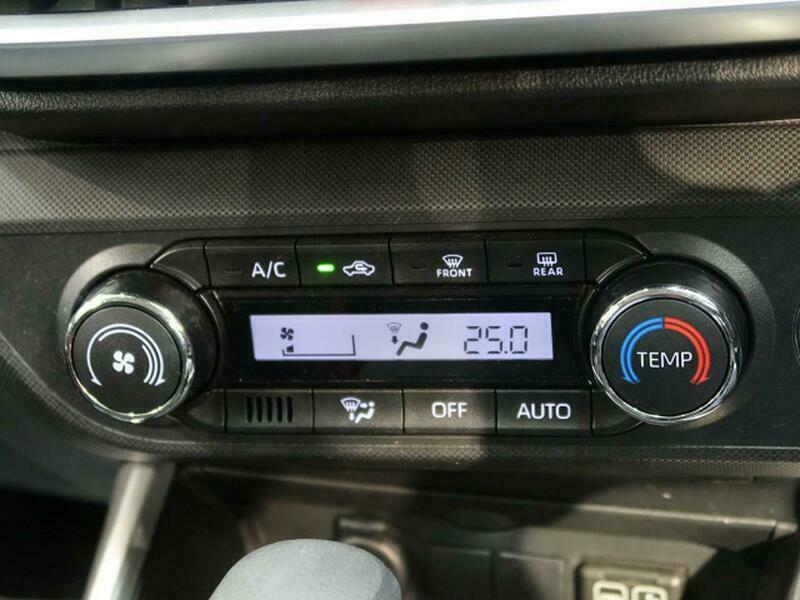 A/C
FRONT
REAR
25.0
TEMP
OFF
AUTO